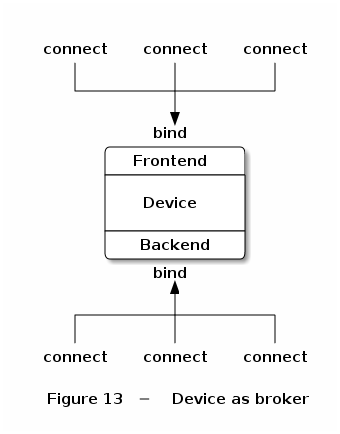 connect connect connect
bind
Frontend
Device
Backend
bind
connect connect connect
Figure 13 – Device as broker